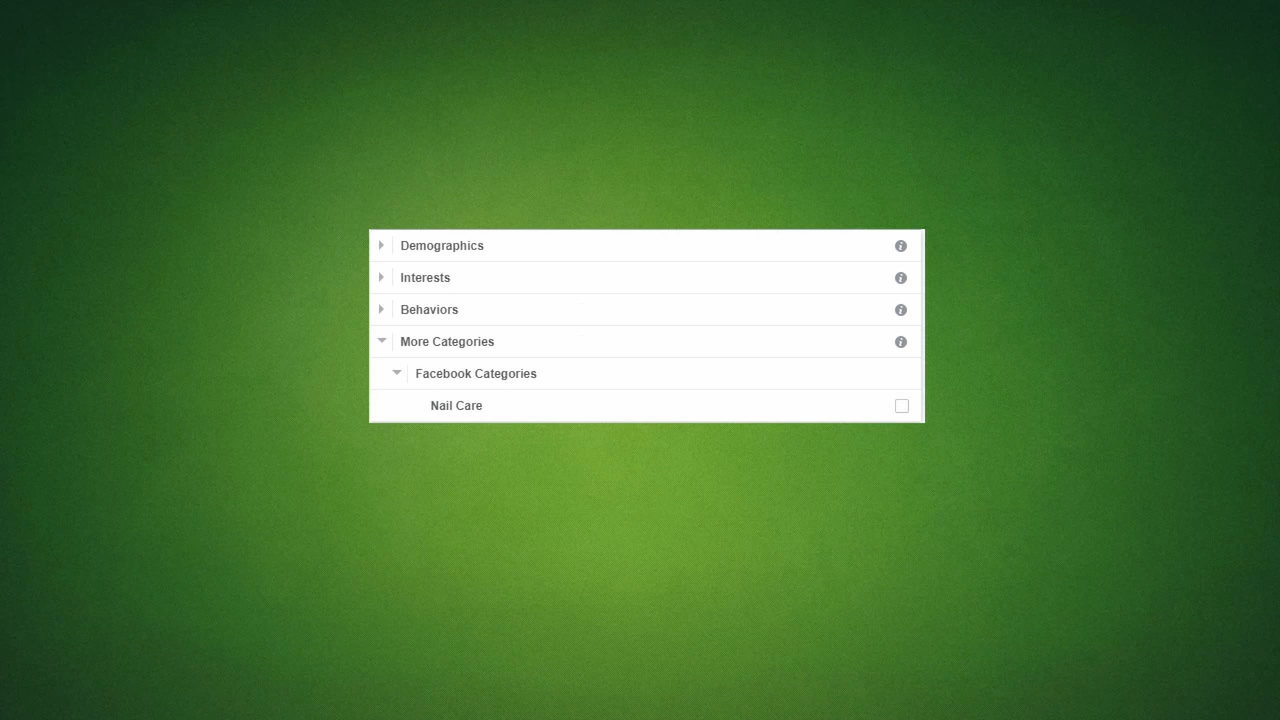 Demographics
Interests
Behaviors
More Categories
Facebook Categories
Nail Care